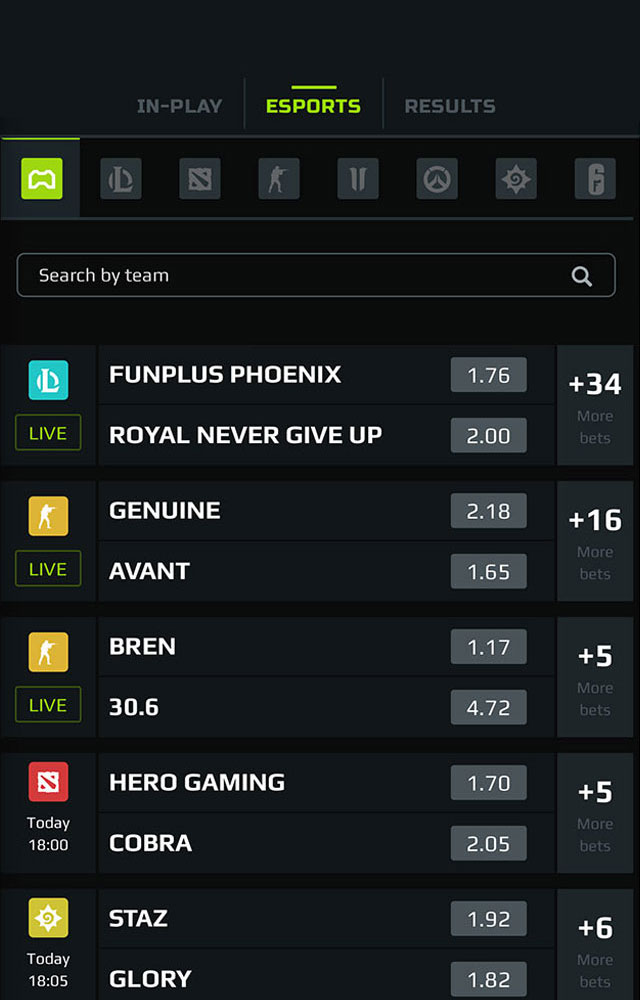 IN-PLAY
ESPORTS
RESULTS
Search by team
LIVE
FUNPLUS PHOENIX 1.76
ROYAL NEVER GIVE UP 2.00
+34
More
bets
LIVE
GENUINE 2.18
AVANT 1.65
+16
More
bets
LIVE
BREN 1.17
30.6 4.72
+5
More
bets
Today
18:00
HERO GAMING 1.70
COBRA 2.05
+5
More
bets
Today
18:05
STAZ 1.92
GLORY 1.82
+6
More
bets